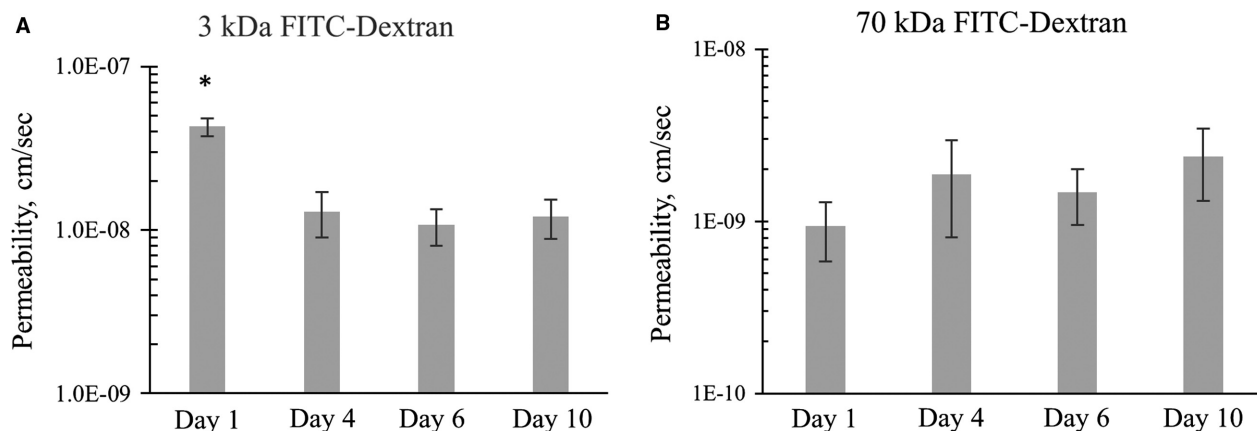 A
3 kDa FITC-Dextran
Permeability, cm/sec
1.0E-07
1.0E-08
1.0E-09
*
Day 1
Day 4
Day 6
Day 10
B
70 kDa FITC-Dextran
Permeability, cm/sec
1E-08
1E-09
1E-10
Day 1
Day 4
Day 6
Day 10